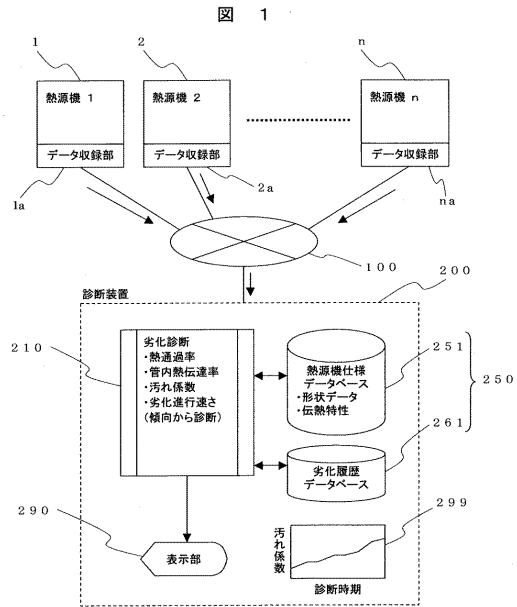 図 1
1
2
n
熱源機 1
熱源機 2
熱源機 n
データ収録部
データ収録部
データ収録部
1a
2a
na
100
診断装置
200
210
劣化診断
・熱通過率
・管内熱伝達率
・汚れ係数
・劣化進行速さ
(傾向から診断)
熱源機仕様
データベース
・形状データ
・伝熱特性
251
250
261
劣化履歴
データベース
290
表示部
汚れ係数
診断時期
299